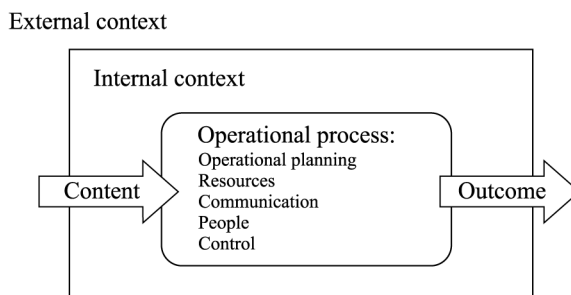 External context
Internal context
Operational process:
Operational planning
Resources
Communication
People
Control
Content
Outcome